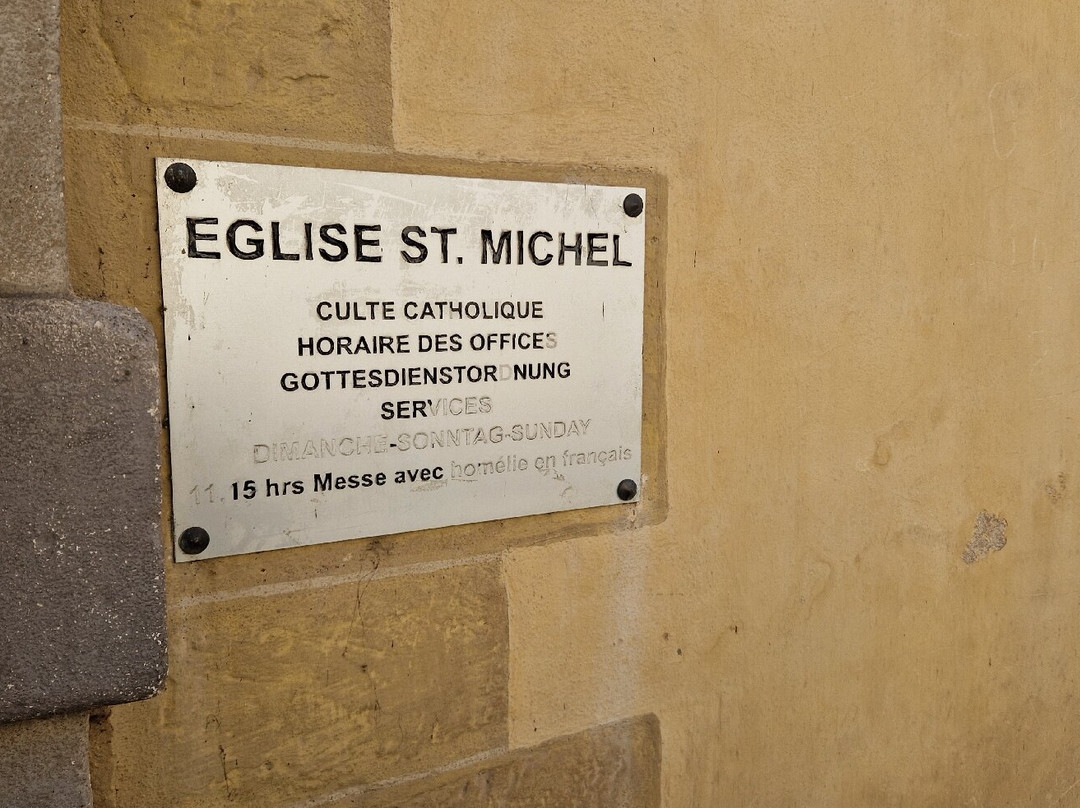 EGLISE ST. MICHEL
CULTE CATHOLIQUE
HORAIRE DES OFFICES
GOTTESDIENSTORDNUNG
SERVICES
DIMANCHE-SONNTAG-SUNDAY
11.15 hrs Messe avec homélie en français